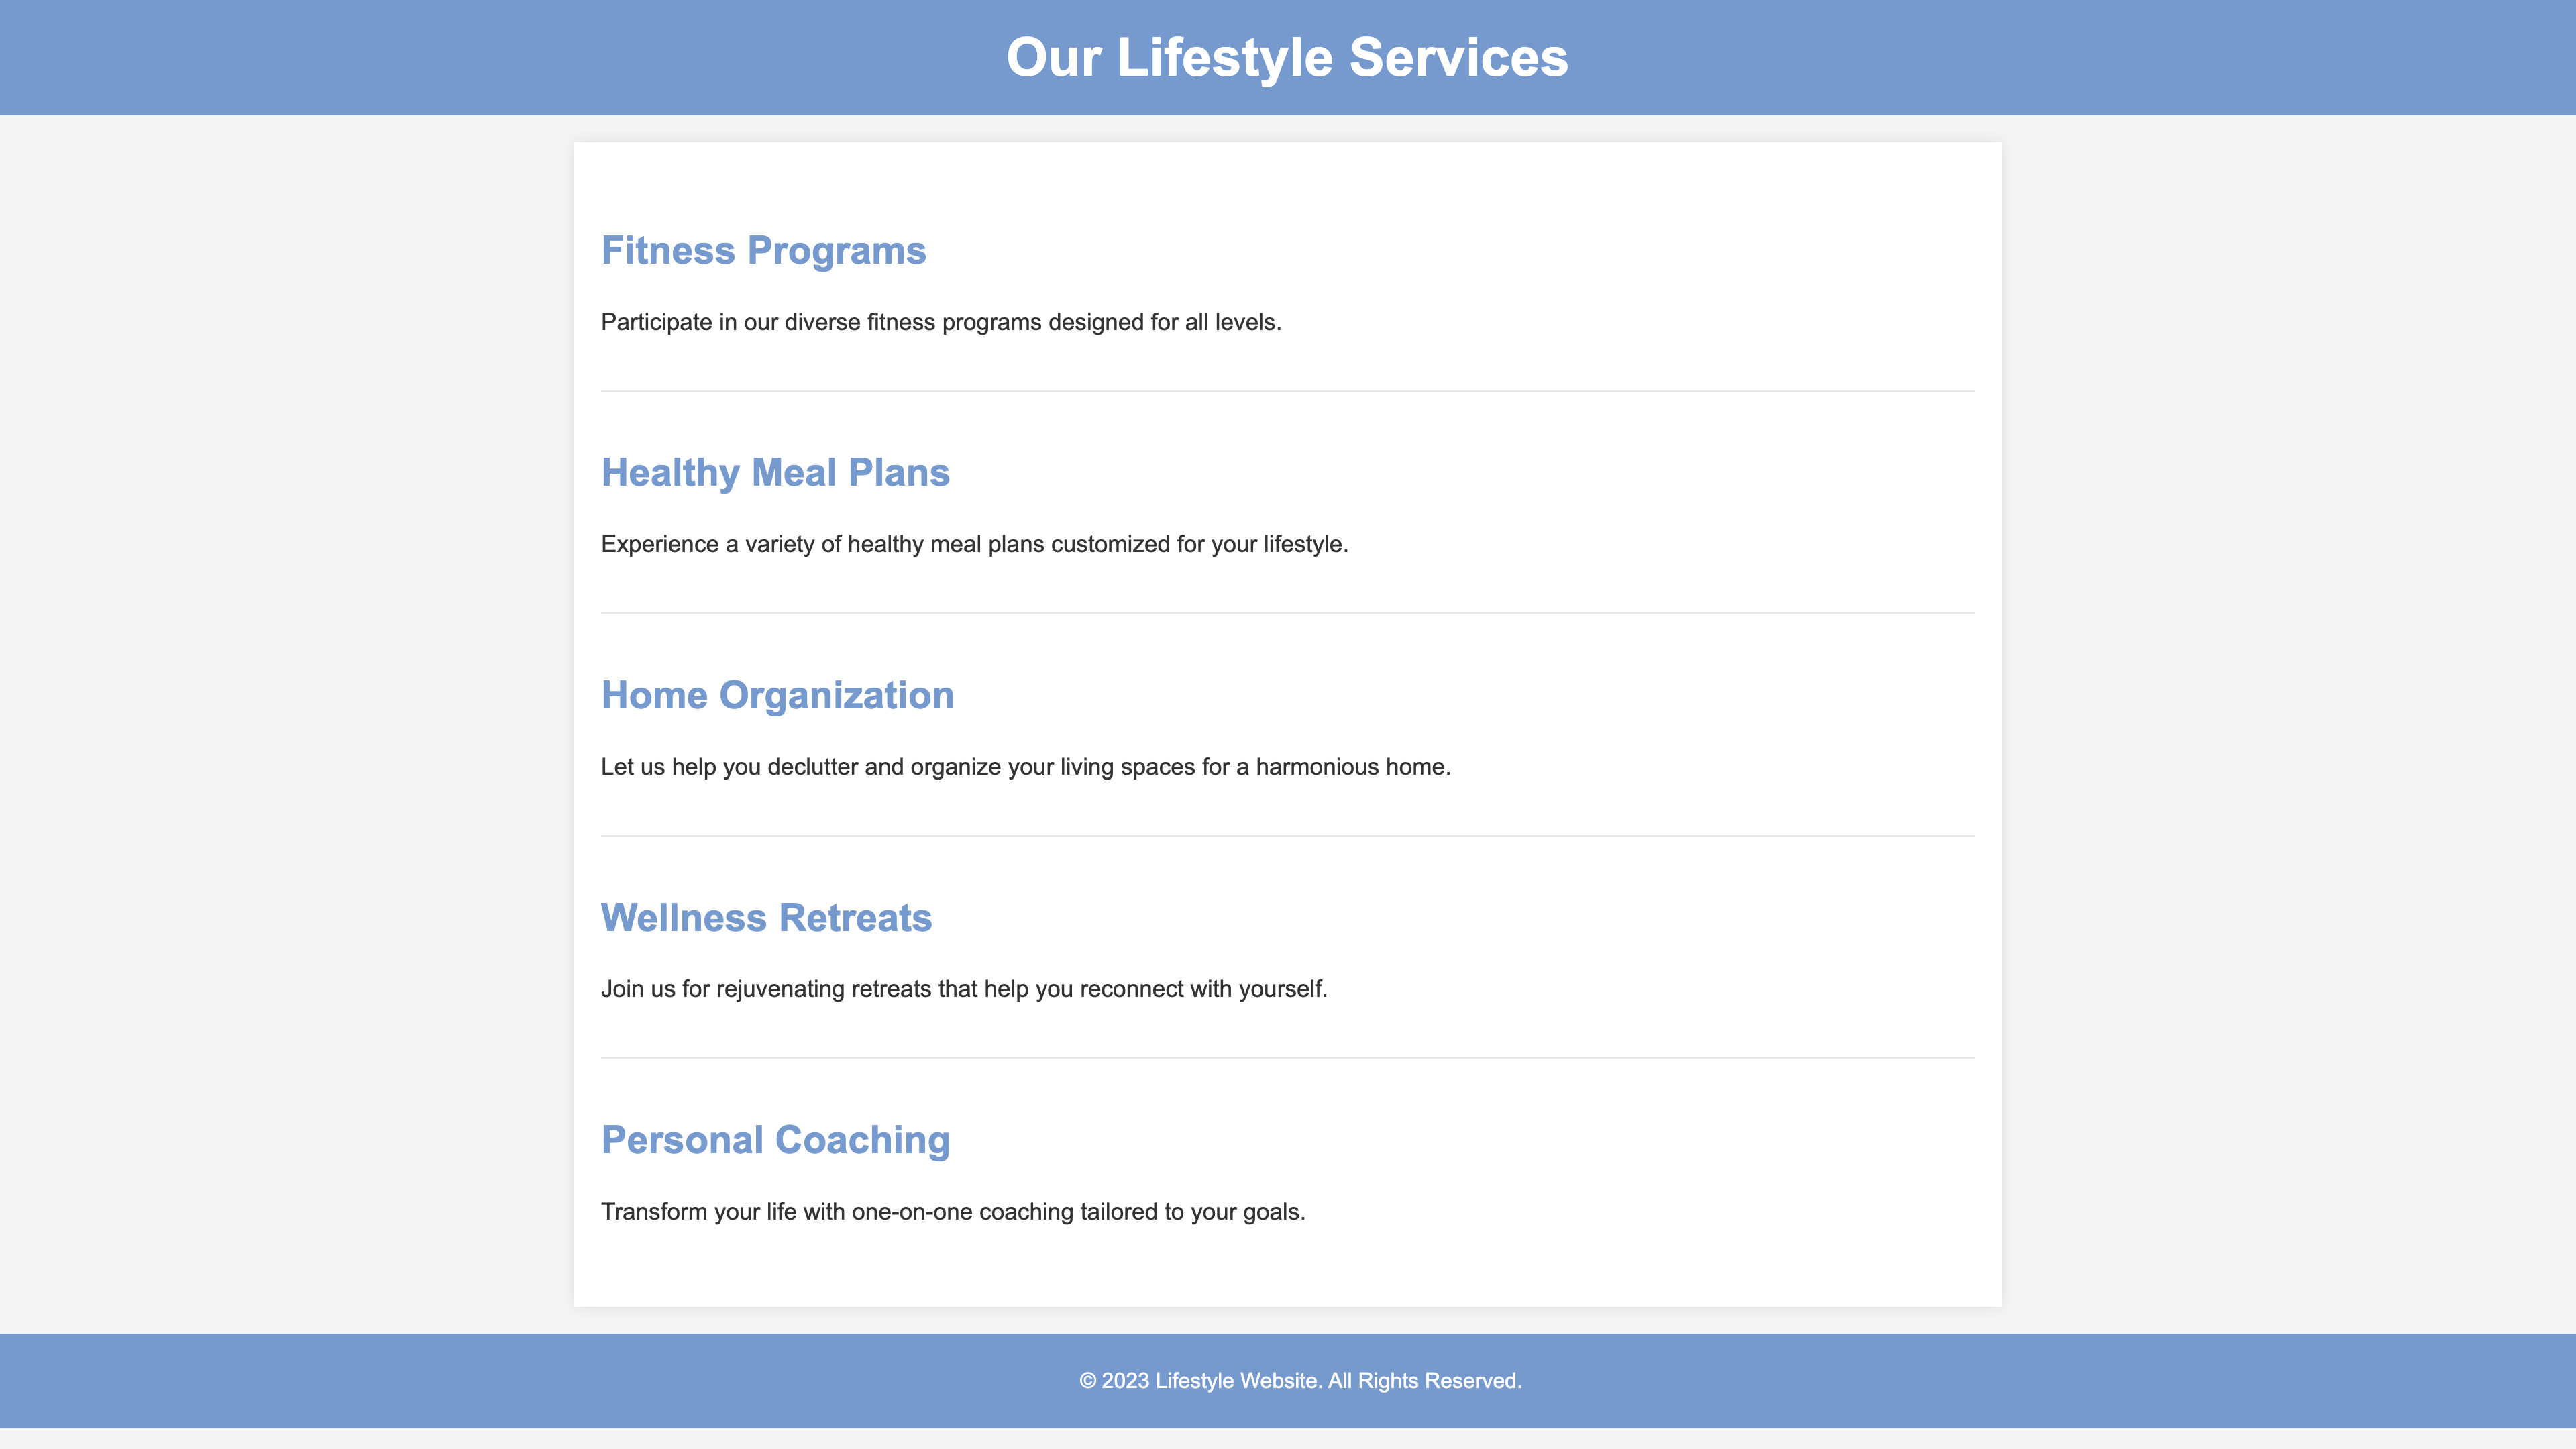 Our Lifestyle Services
Fitness Programs
Participate in our diverse fitness programs designed for all levels.
Healthy Meal Plans
Experience a variety of healthy meal plans customized for your lifestyle.
Home Organization
Let us help you declutter and organize your living spaces for a harmonious home.
Wellness Retreats
Join us for rejuvenating retreats that help you reconnect with yourself.
Personal Coaching
Transform your life with one-on-one coaching tailored to your goals.
© 2023 Lifestyle Website. All Rights Reserved.